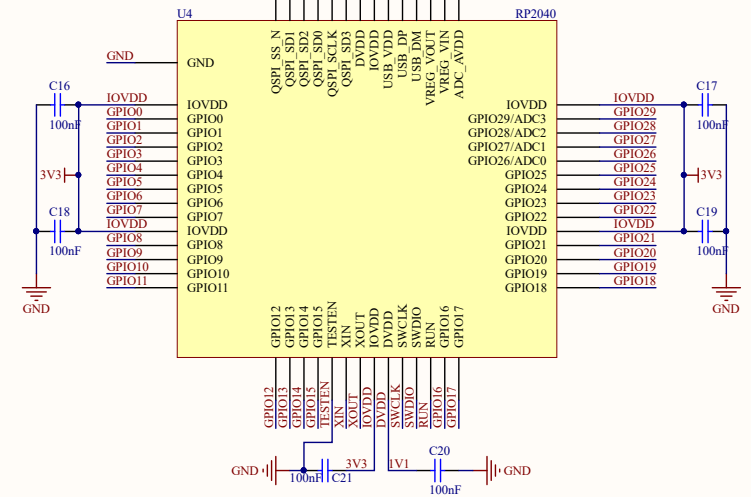 U4
RP2040
QSPI_SS_N
QSPI_SD1
QSPI_SD2
QSPI_SD0
QSPI_SCLK
QSPI_SD3
DVDD
IOVDD
USB_VDD
USB_DP
USB_DM
VREG_VOUT
VREG_VIN
ADC_AVDD
GND
GND
C16
100nF
IOVDD IOVDD
GPIO0 GPIO0
GPIO1 GPIO1
GPIO2 GPIO2
GPIO3 GPIO3
GPIO4 GPIO4
3V3
GPIO5 GPIO5
GPIO6 GPIO6
GPIO7 GPIO7
C18
100nF
IOVDD IOVDD
GPIO8 GPIO8
GPIO9 GPIO9
GPIO10 GPIO10
GPIO11 GPIO11
GND
IOVDD IOVDD
C17
100nF
GPIO29/ADC3 GPIO29
GPIO28/ADC2 GPIO28
GPIO27/ADC1 GPIO27
GPIO26/ADC0 GPIO26
GPIO25 GPIO25
3V3
GPIO24 GPIO24
GPIO23 GPIO23
GPIO22 GPIO22
IOVDD IOVDD
C19
100nF
GPIO21 GPIO21
GPIO20 GPIO20
GPIO19 GPIO19
GPIO18 GPIO18
GND
GPIO12
GPIO13
GPIO14
GPIO15
TESTEN
XIN
XOUT
IOVDD
DVDD
SWCLK
SWDIO
RUN
GPIO16
GPIO17
GPIO12
GPIO13
GPIO14
GPIO15
TESTEN
XIN
XOUT
IOVDD
DVDD
SWCLK
SWDIO
RUN
GPIO16
GPIO17
GND
100nF
C21
3V3
1V1
C20
100nF
GND